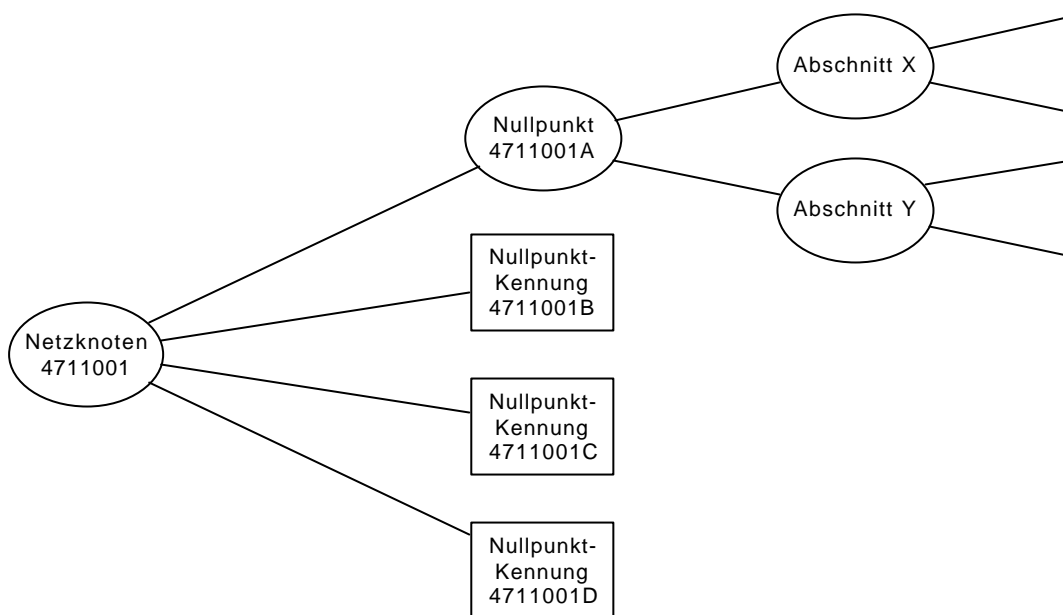 Abschnitt X
Nullpunkt
4711001A
Abschnitt Y
Nullpunkt-
Kennung
4711001B
Netzknoten
4711001
Nullpunkt-
Kennung
4711001C
Nullpunkt-
Kennung
4711001D